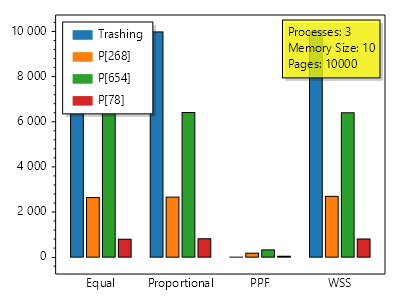 10 000
8 000
6 000
4 000
2 000
0
Trashing
P[268]
P[654]
P[78]
Processes: 3
Memory Size: 10
Pages: 10000
Equal
Proportional
PPF
WSS